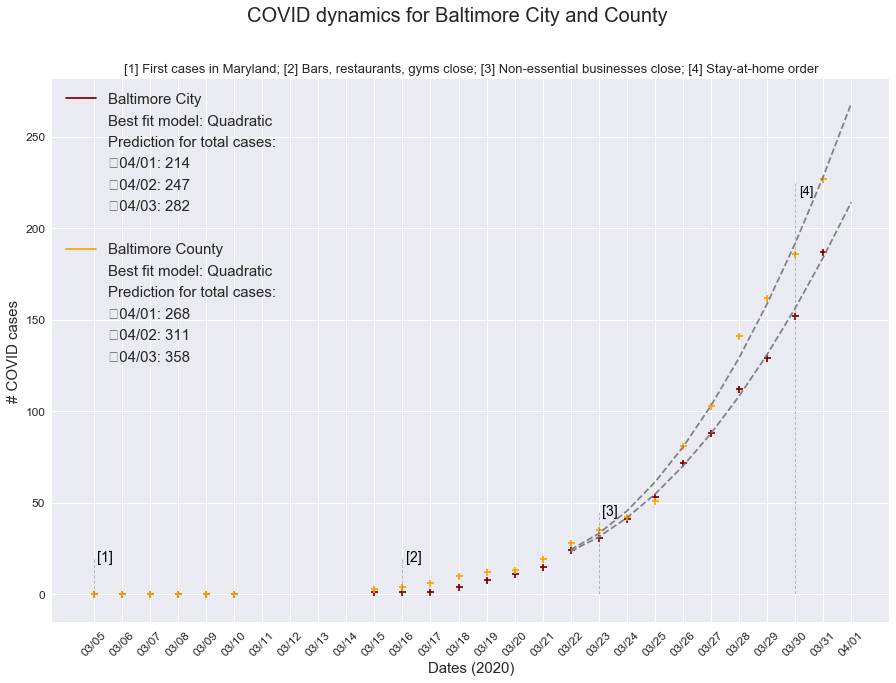 COVID dynamics for Baltimore City and County
[1] First cases in Maryland; [2] Bars, restaurants, gyms close; [3] Non-essential businesses close; [4] Stay-at-home order
Baltimore City
Best fit model: Quadratic
Prediction for total cases:
04/01: 214
04/02: 247
04/03: 282
Baltimore County
Best fit model: Quadratic
Prediction for total cases:
04/01: 268
04/02: 311
04/03: 358
# COVID cases
250
200
150
100
50
0
[1]
[2]
[3]
[4]
03/05 03/06 03/07 03/08 03/09 03/10 03/11 03/12 03/13 03/14 03/15 03/16 03/17 03/18 03/19 03/20 03/21 03/22 03/23 03/24 03/25 03/26 03/27 03/28 03/29 03/30 03/31 04/01
Dates (2020)